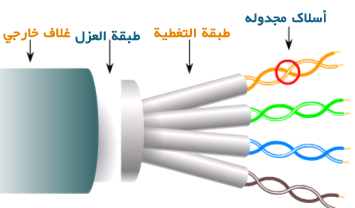 أسلاك مجدوله
طبقة التغطية
طبقة العزل
غلاف خارجي